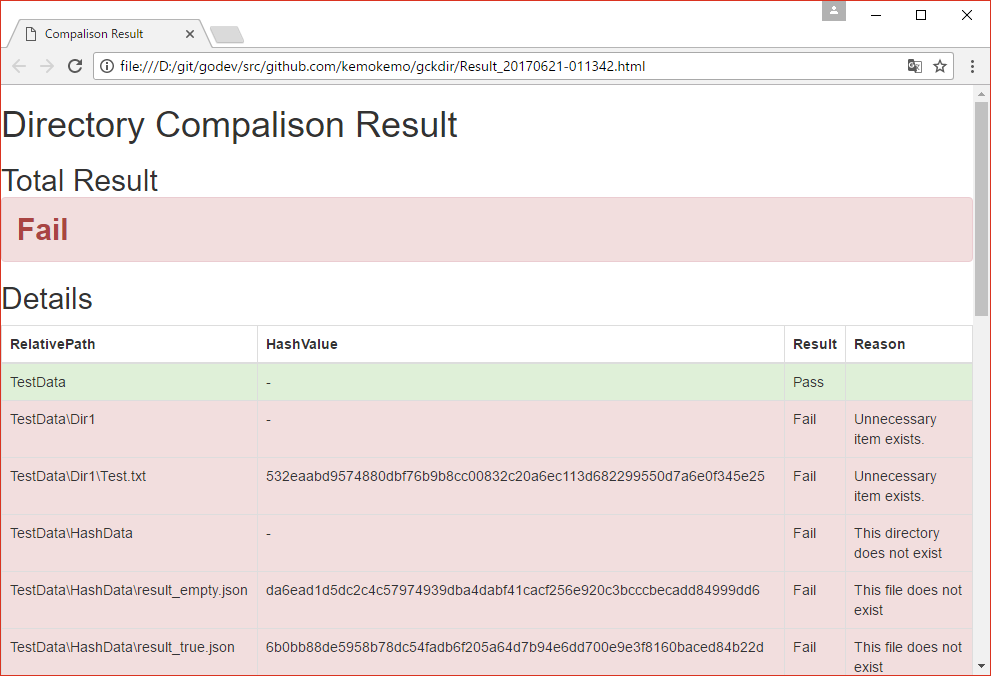 Compalison Result
file:///D:/git/godev/src/github.com/kemokemo/gckdir/Result_20170621-011342.html
Directory Compalison Result
Total Result
Fail
Details
RelativePath HashValue Result Reason
TestData - Pass
TestData\Dir1 - Fail Unnecessary
item exists.
TestData\Dir1\Test.txt 532eaabd9574880dbf76b9b8cc00832c20a6ec113d682299550d7a6e0f345e25 Fail Unnecessary
item exists.
TestData\HashData - Fail This directory
does not exist
TestData\HashData\result_empty.json da6ead1d5dc2c4c57974939dba4dabf41cacf256e920c3bcccbecadd84999dd6 Fail This file does not
exist
TestData\HashData\result_true.json 6b0bb88de5958b78dc54fadb6f205a64d7b94e6dd700e9e3f8160baced84b22d Fail This file does not
exist